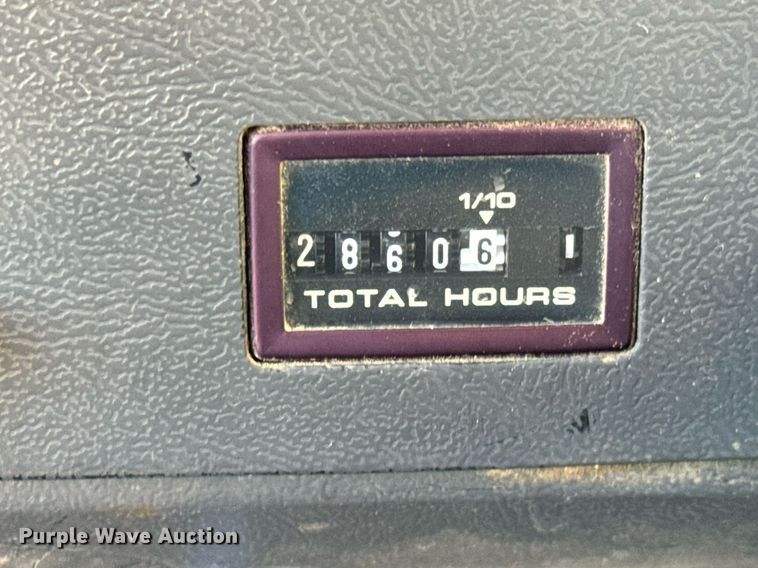 1/10
28606
TOTAL HOURS
Purple Wave Auction